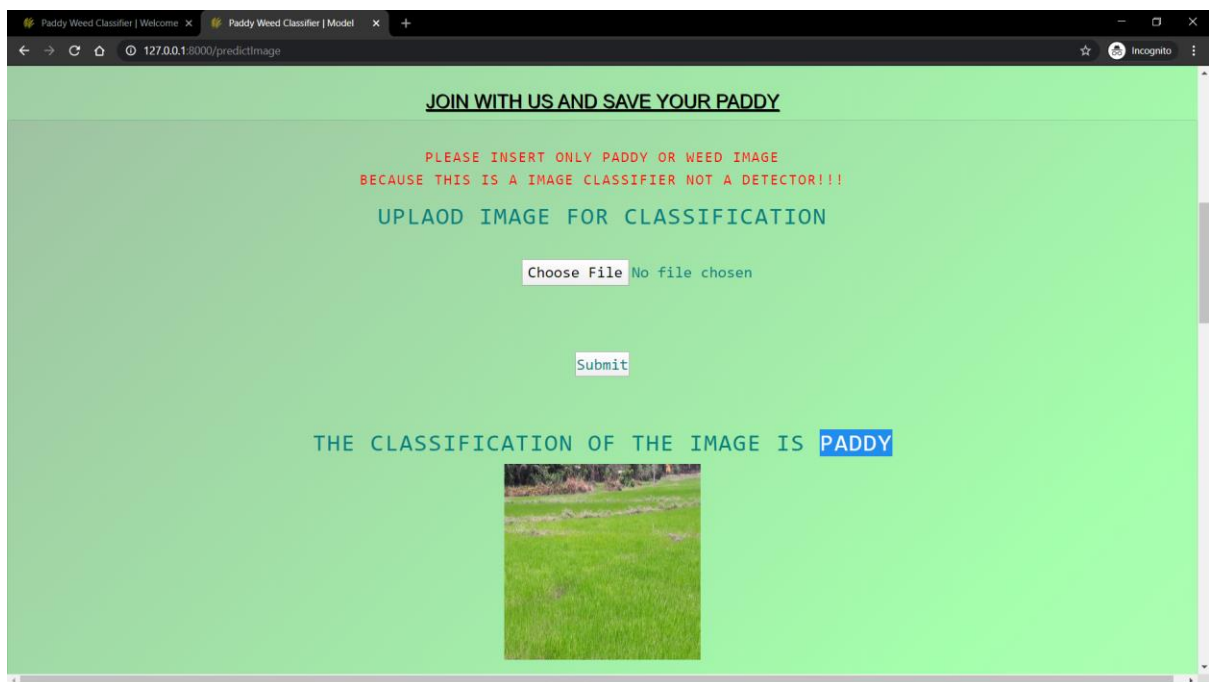 Paddy Weed Classifier | Welcome
Paddy Weed Classifier | Model
127.0.0.1:8000/predictImage
Incognito
JOIN WITH US AND SAVE YOUR PADDY
PLEASE INSERT ONLY PADDY OR WEED IMAGE
BECAUSE THIS IS A IMAGE CLASSIFIER NOT A DETECTOR!!!
UPLAOD IMAGE FOR CLASSIFICATION
Choose File No file chosen
Submit
THE CLASSIFICATION OF THE IMAGE IS PADDY